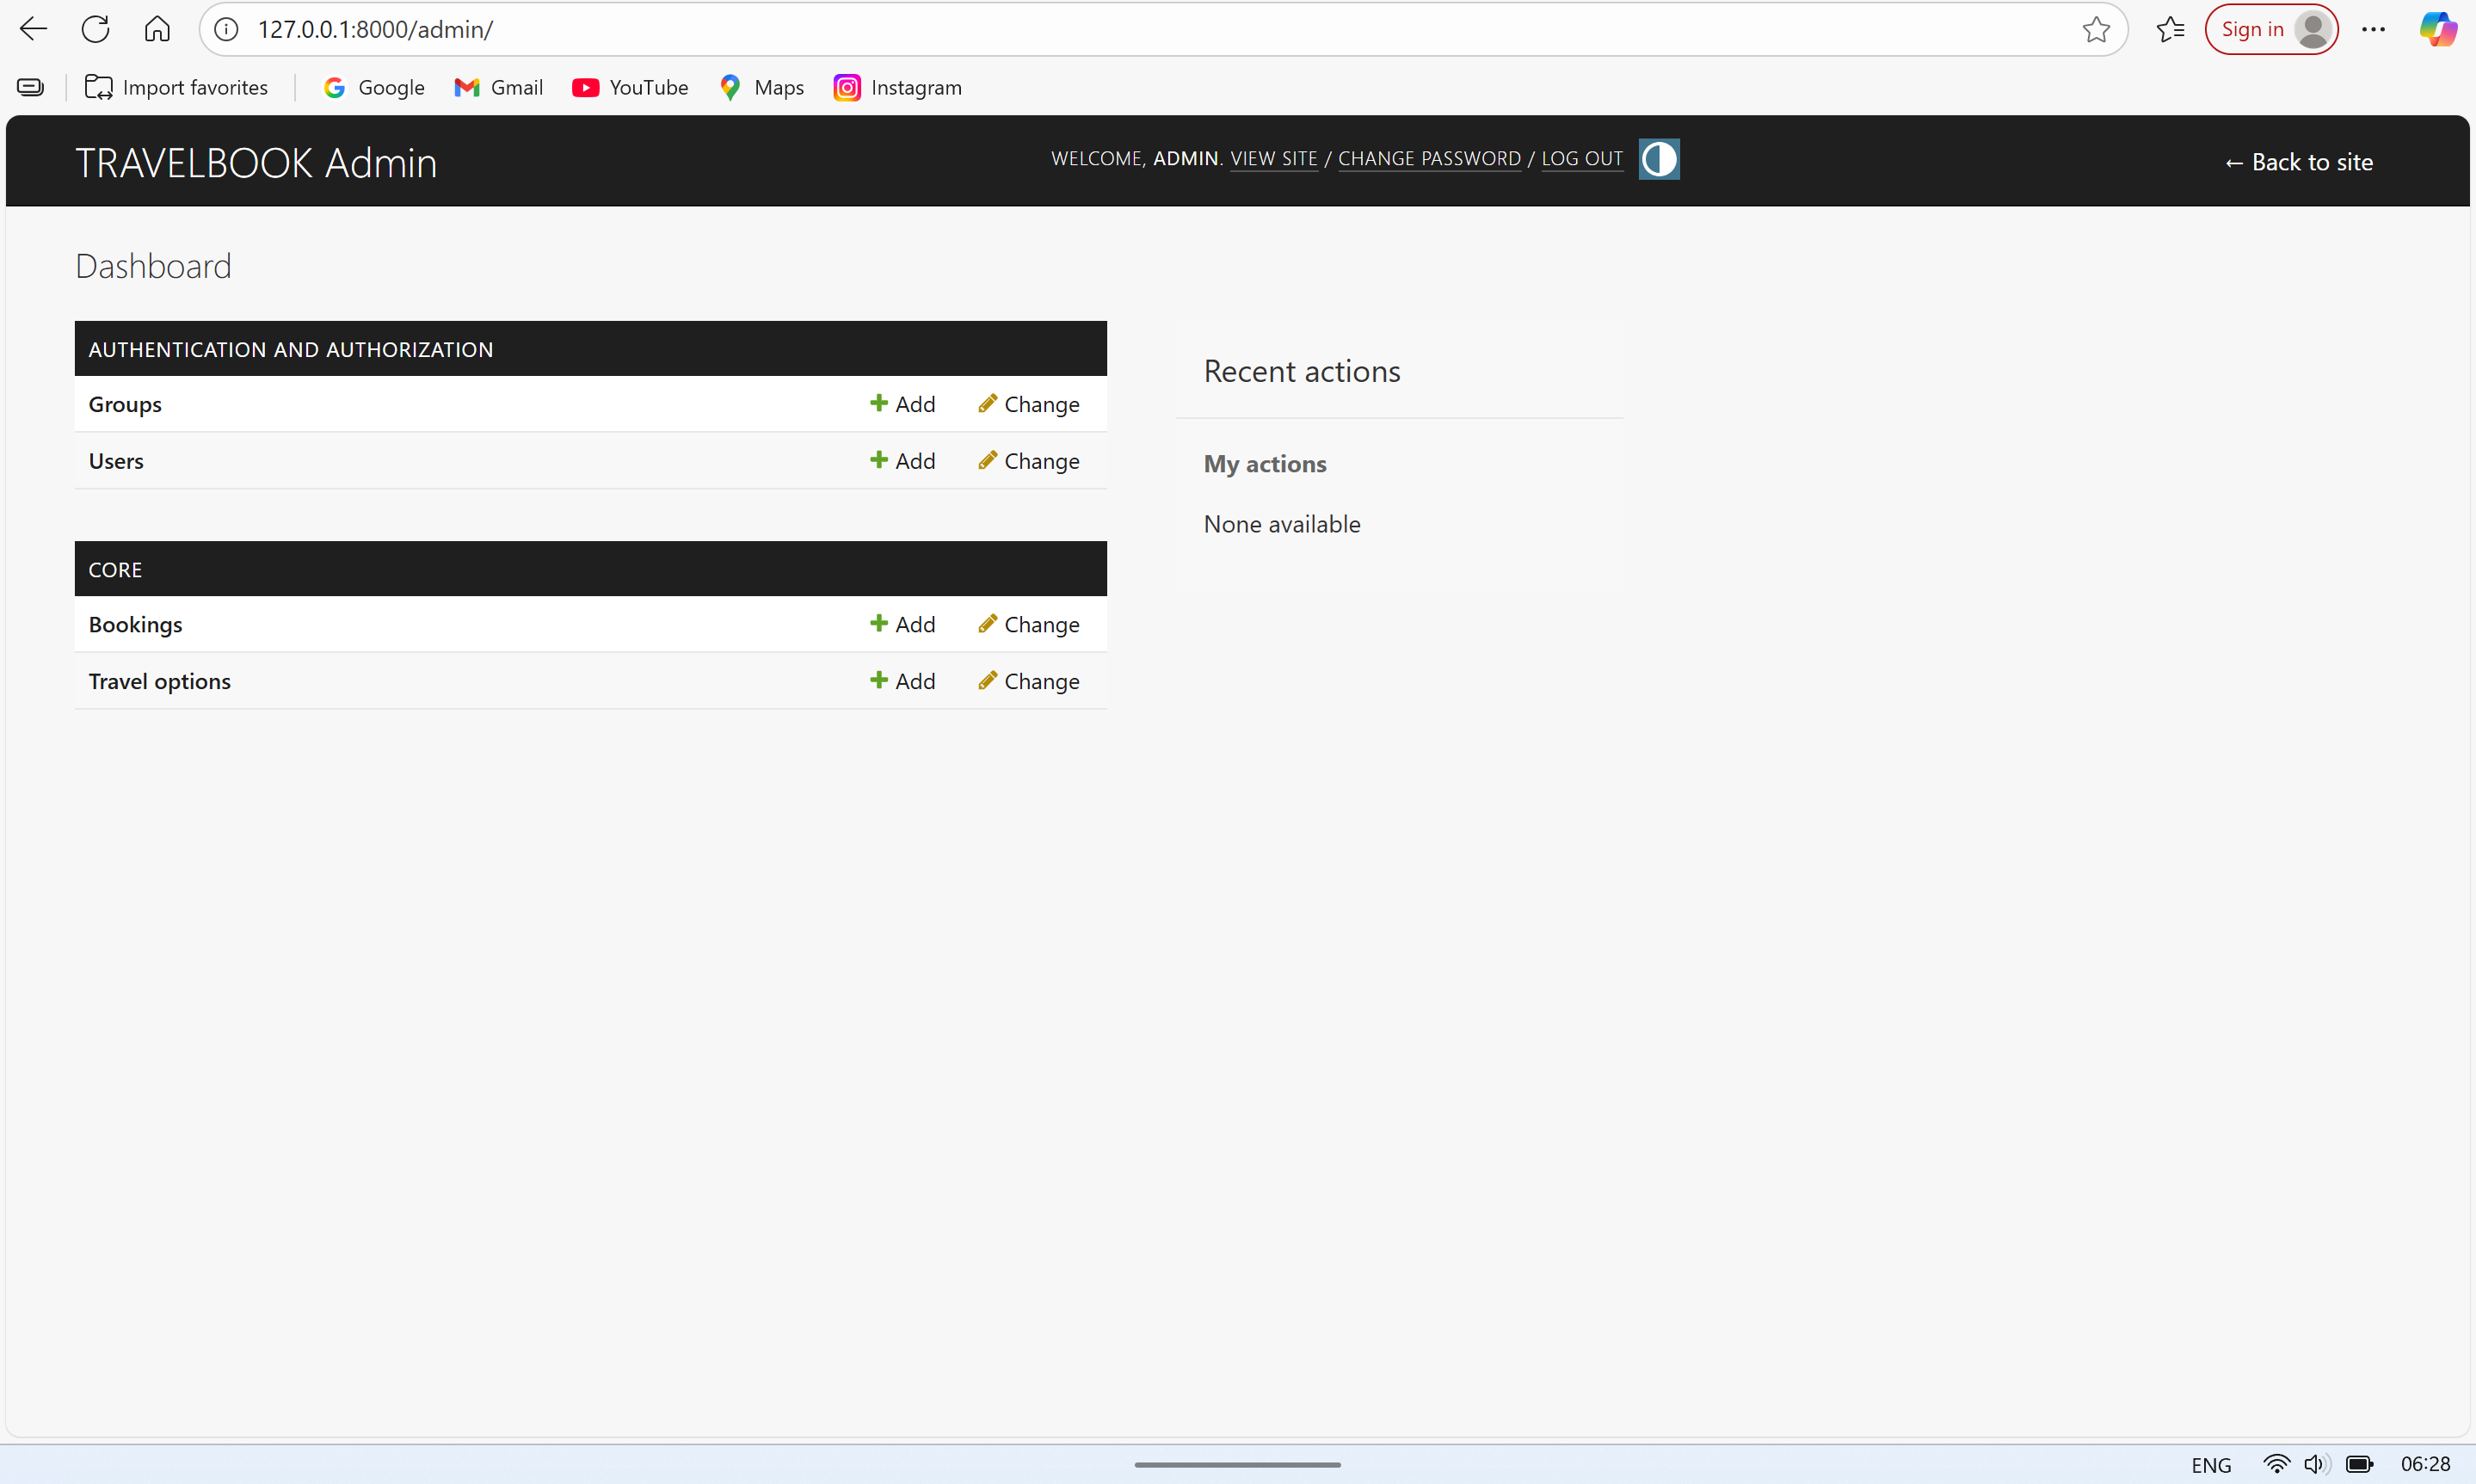 127.0.0.1:8000/admin/
Sign in
Import favorites
Google
Gmail
YouTube
Maps
Instagram
TRAVELBOOK Admin
WELCOME, ADMIN. VIEW SITE / CHANGE PASSWORD / LOG OUT
← Back to site
Dashboard
AUTHENTICATION AND AUTHORIZATION
Groups Add Change
Users Add Change
CORE
Bookings Add Change
Travel options Add Change
Recent actions
My actions
None available
ENG
06:28